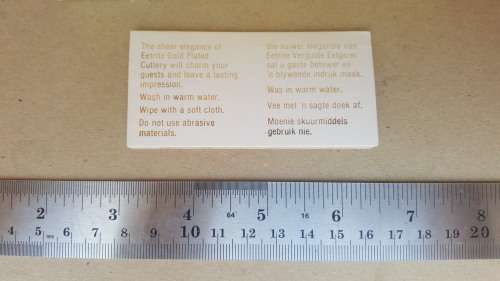 The sheer elegance of
Eetrite Gold Plated
Cutlery will charm your
guests and leave a lasting
impression.
Wash in warm water.
Wipe with a soft cloth.
Do not use abrasive
materials.
Die suiwer elegansie van
Eetrite Vergulde Eetgerei
sal u gaste betower en
'n blywende indruk maak.
Was in warm water.
Vee met 'n sagte doek af.
Moenie skuurmiddels
gebruik nie.
2 3 4 64 5 16 6 7 8
4 5 6 7 8 9 10 11 12 13 14 15 16 17 18 19 20